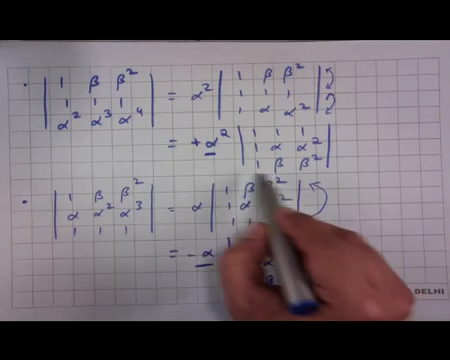 1 β β²
1 1 1 = α²
α² α³ α⁴
1 β β²
1 1 1
1 α α²
= + α²
1 1 1
1 α α²
1 β β²
1 β β²
α α² α³ = α
1 1 1
1 β β²
1 α α²
1 1
= - α
1
α
β
DELHI